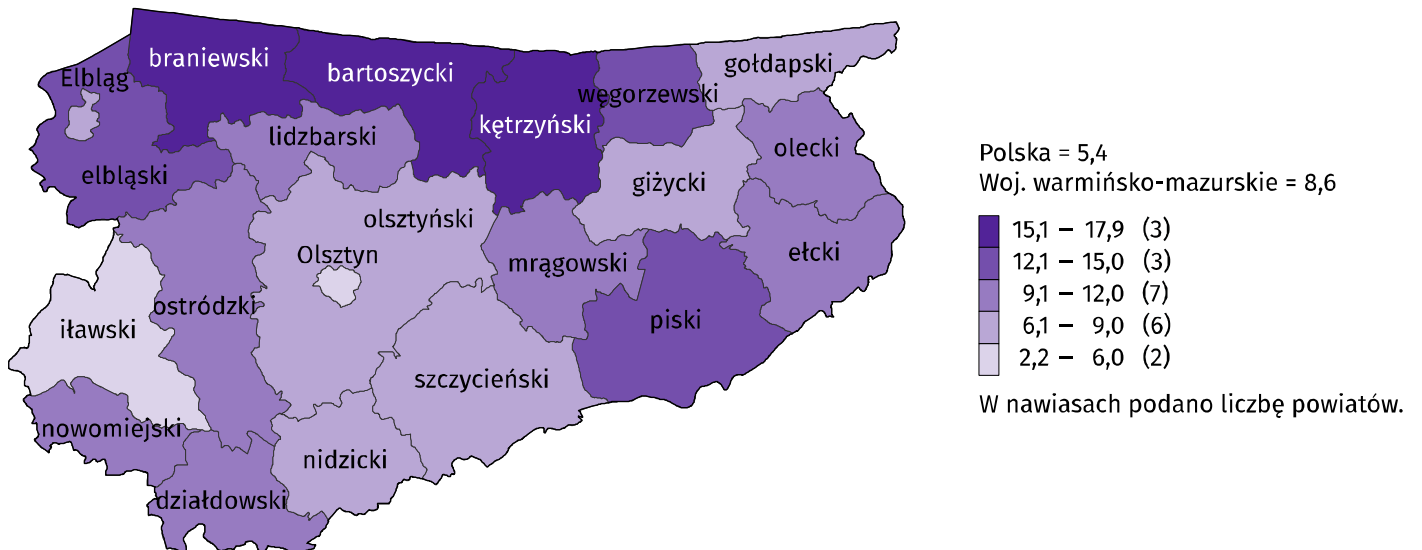 braniewski
bartoszycki
gołdapski
Elbląg
węgorzewski
kętrzyński
lidzbarski
olecki
elbląski
giżycki
olsztyński
Olsztyn
mrągowski
ełcki
ostródzki
iławski
piski
szczycieński
nowomiejski
nidzicki
działdowski
Polska = 5,4
Woj. warmińsko-mazurskie = 8,6
15,1 – 17,9 (3)
12,1 – 15,0 (3)
9,1 – 12,0 (7)
6,1 – 9,0 (6)
2,2 – 6,0 (2)
W nawiasach podano liczbę powiatów.